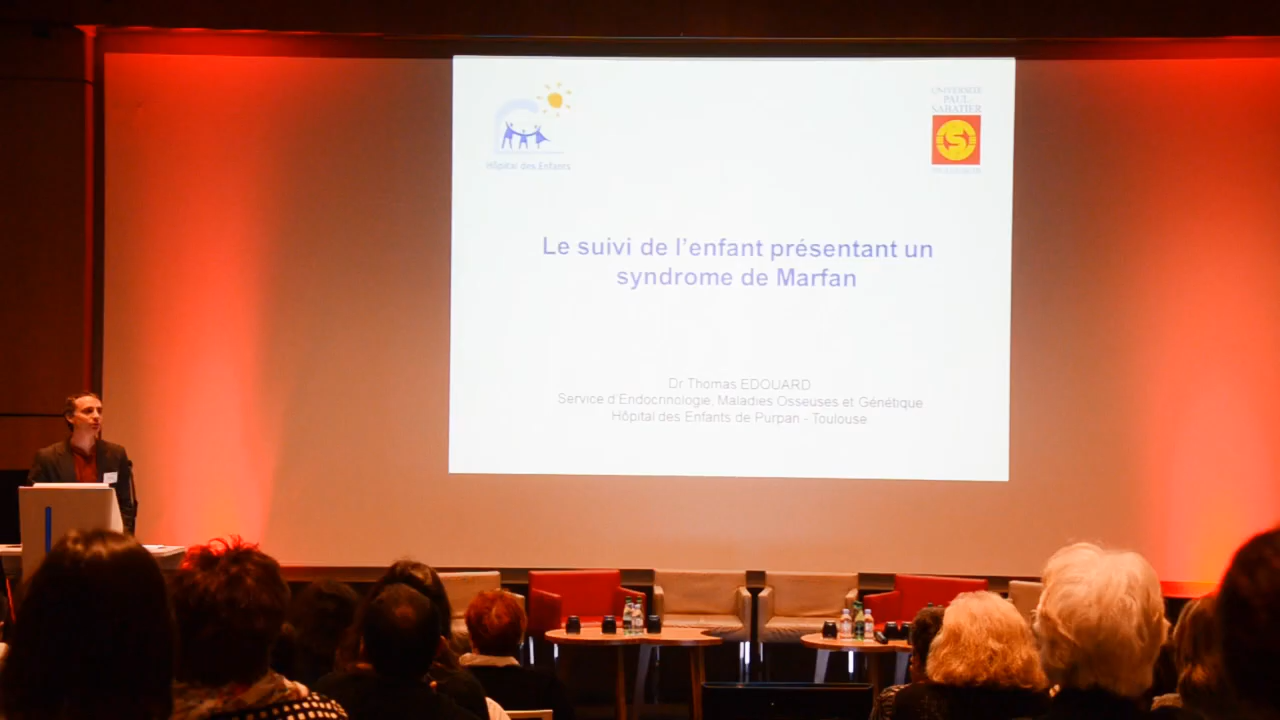 Hôpital des Enfants
UNIVERSITÉ
PAUL
SABATIER
Le suivi de l'enfant présentant un
syndrome de Marfan
Dr Thomas EDOUARD
Service d'Endocrinologie, Maladies Osseuses et Génétique
Hôpital des Enfants de Purpan - Toulouse